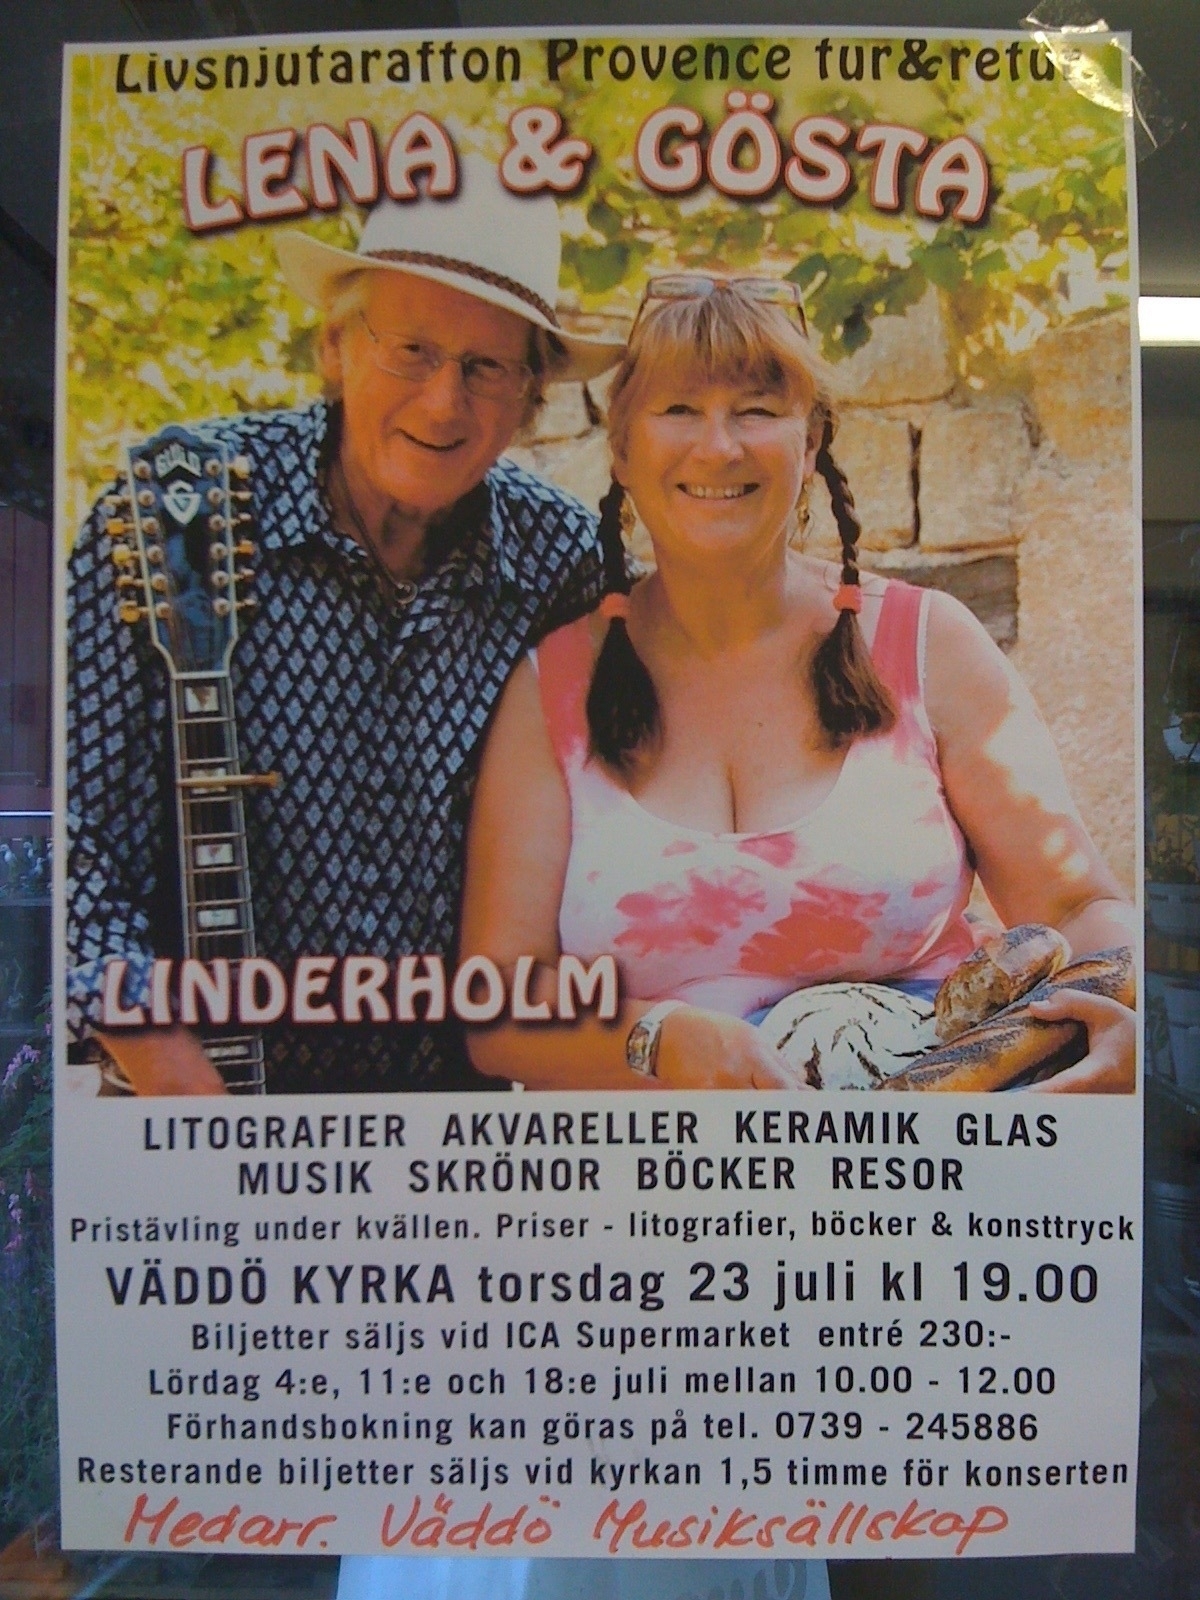 Livsnjutarafton Provence tur&retur
LENA & GÖSTA
GUILD
G
LINDERHOLM
LITOGRAFIER AKVARELLER KERAMIK GLAS
MUSIK SKRÖNOR BÖCKER RESOR
Pristävling under kvällen. Priser - litografier, böcker & konsttryck
VÄDDÖ KYRKA torsdag 23 juli kl 19.00
Biljetter säljs vid ICA Supermarket entré 230:-
Lördag 4:e, 11:e och 18:e juli mellan 10.00 - 12.00
Förhandsbokning kan göras på tel. 0739 - 245886
Resterande biljetter säljs vid kyrkan 1,5 timme för konserten
Medarr. Väddö Musiksällskap